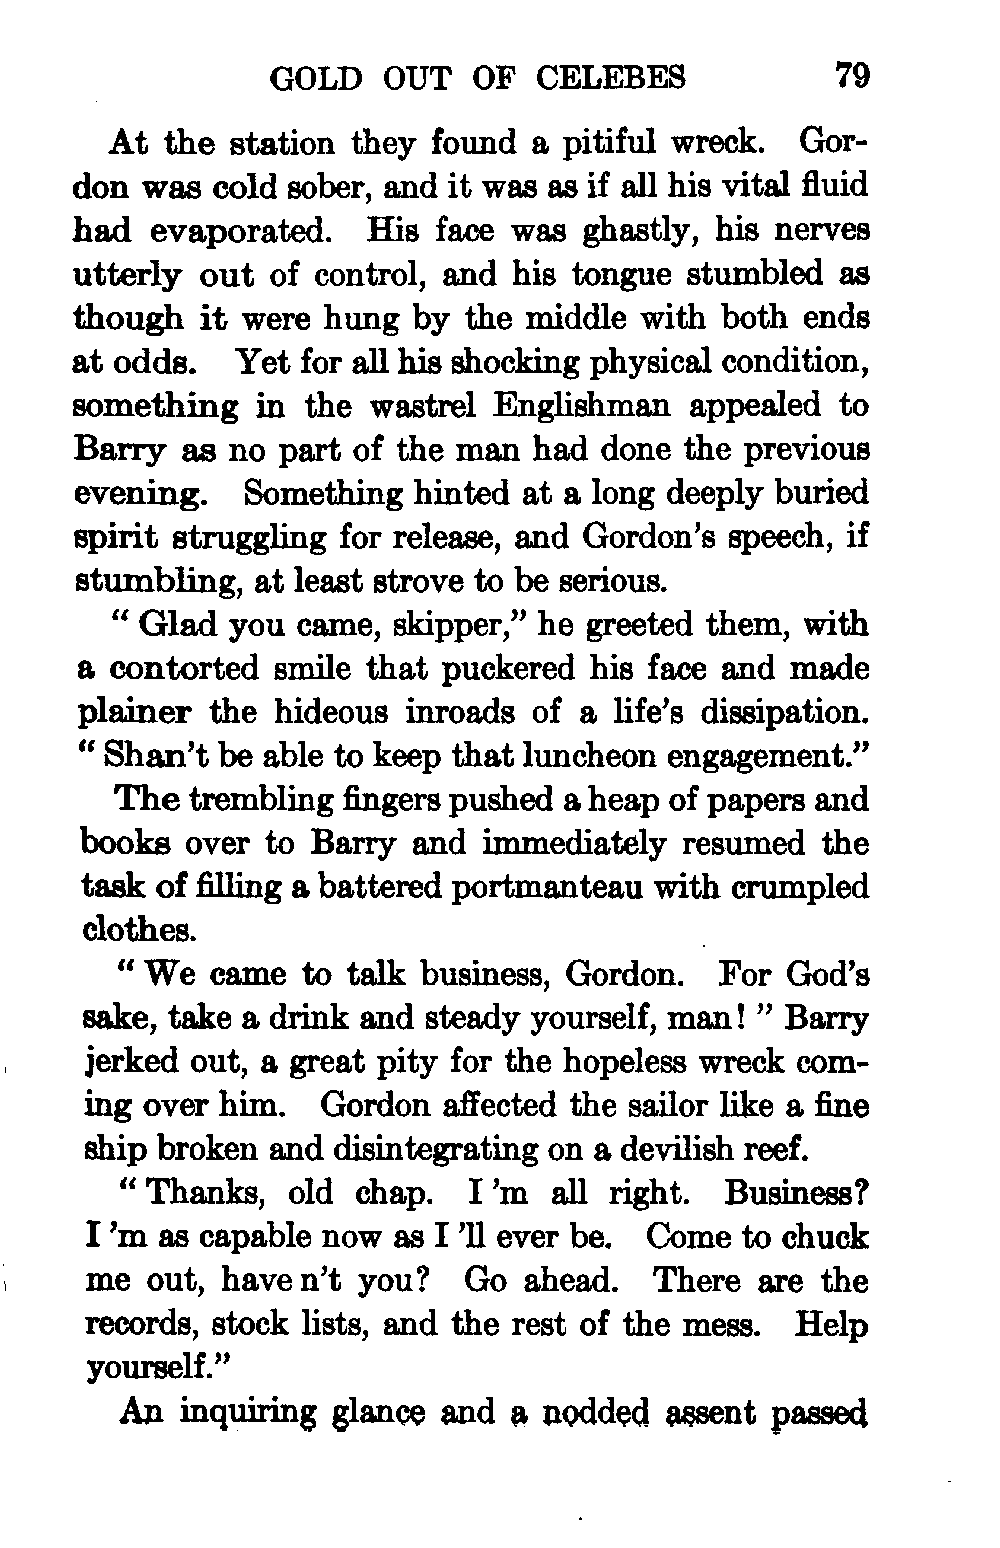 GOLD OUT OF CELEBES 79
At the station they found a pitiful wreck. Gor-
don was cold sober, and it was as if all his vital fluid
had evaporated. His face was ghastly, his nerves
utterly out of control, and his tongue stumbled as
though it were hung by the middle with both ends
at odds. Yet for all his shocking physical condition,
something in the wastrel Englishman appealed to
Barry as no part of the man had done the previous
evening. Something hinted at a long deeply buried
spirit struggling for release, and Gordon's speech, if
stumbling, at least strove to be serious.
" Glad you came, skipper," he greeted them, with
a contorted smile that puckered his face and made
plainer the hideous inroads of a life's dissipation.
" Shan't be able to keep that luncheon engagement."
The trembling fingers pushed a heap of papers and
books over to Barry and immediately resumed the
task of filling a battered portmanteau with crumpled
clothes.
" We came to talk business, Gordon. For God's
sake, take a drink and steady yourself, man! " Barry
jerked out, a great pity for the hopeless wreck com-
ing over him. Gordon affected the sailor like a fine
ship broken and disintegrating on a devilish reef.
" Thanks, old chap. I 'm all right. Business?
I 'm as capable now as I 'll ever be. Come to chuck
me out, have n't you? Go ahead. There are the
records, stock lists, and the rest of the mess. Help
yourself."
An inquiring glance and a nodded assent passed